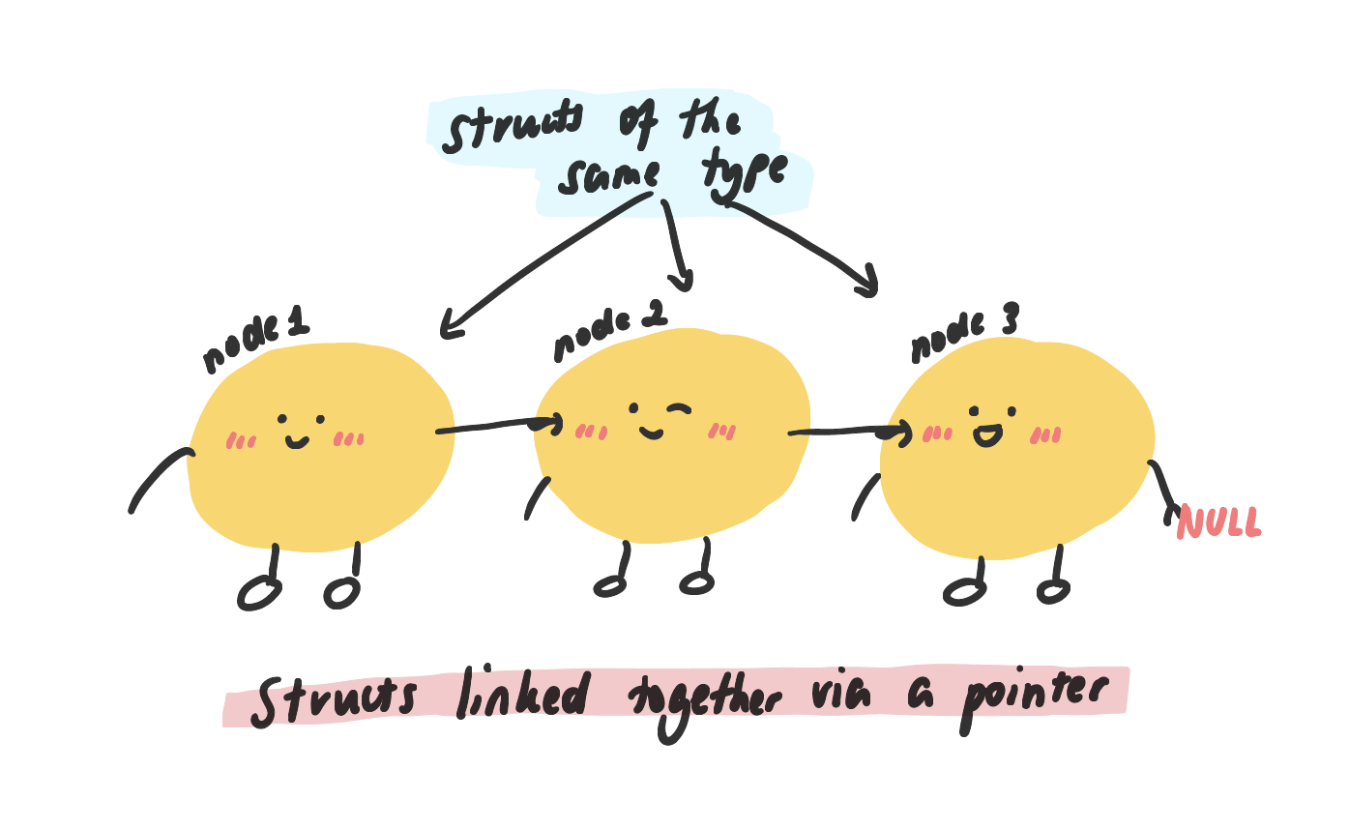 structs of the
same type
node 1
node 2
node 3
NULL
Structs linked together via a pointer